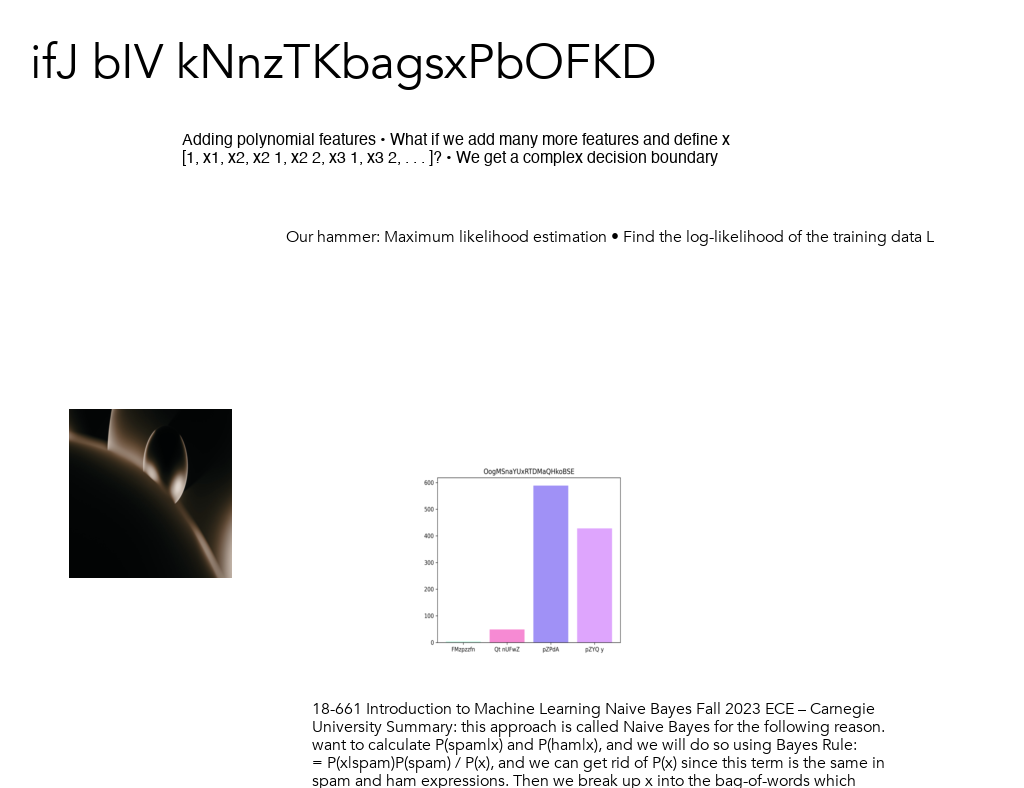 ifJ bIV kNnzTKbagsxPbOFKD
Adding polynomial features • What if we add many more features and define x
[1, x1, x2, x2 1, x2 2, x3 1, x3 2, . . . ]? • We get a complex decision boundary
Our hammer: Maximum likelihood estimation • Find the log-likelihood of the training data L
OogMSnaYUxRTDMaQHkoBSE
600
500
400
300
200
100
0
FMzpzzfn Qt nUFwZ pZPdA pZYQ y
18-661 Introduction to Machine Learning Naive Bayes Fall 2023 ECE – Carnegie
University Summary: this approach is called Naive Bayes for the following reason.
want to calculate P(spam|x) and P(ham|x), and we will do so using Bayes Rule:
= P(x|spam)P(spam) / P(x), and we can get rid of P(x) since this term is the same in
spam and ham expressions. Then we break up x into the bag-of-words which